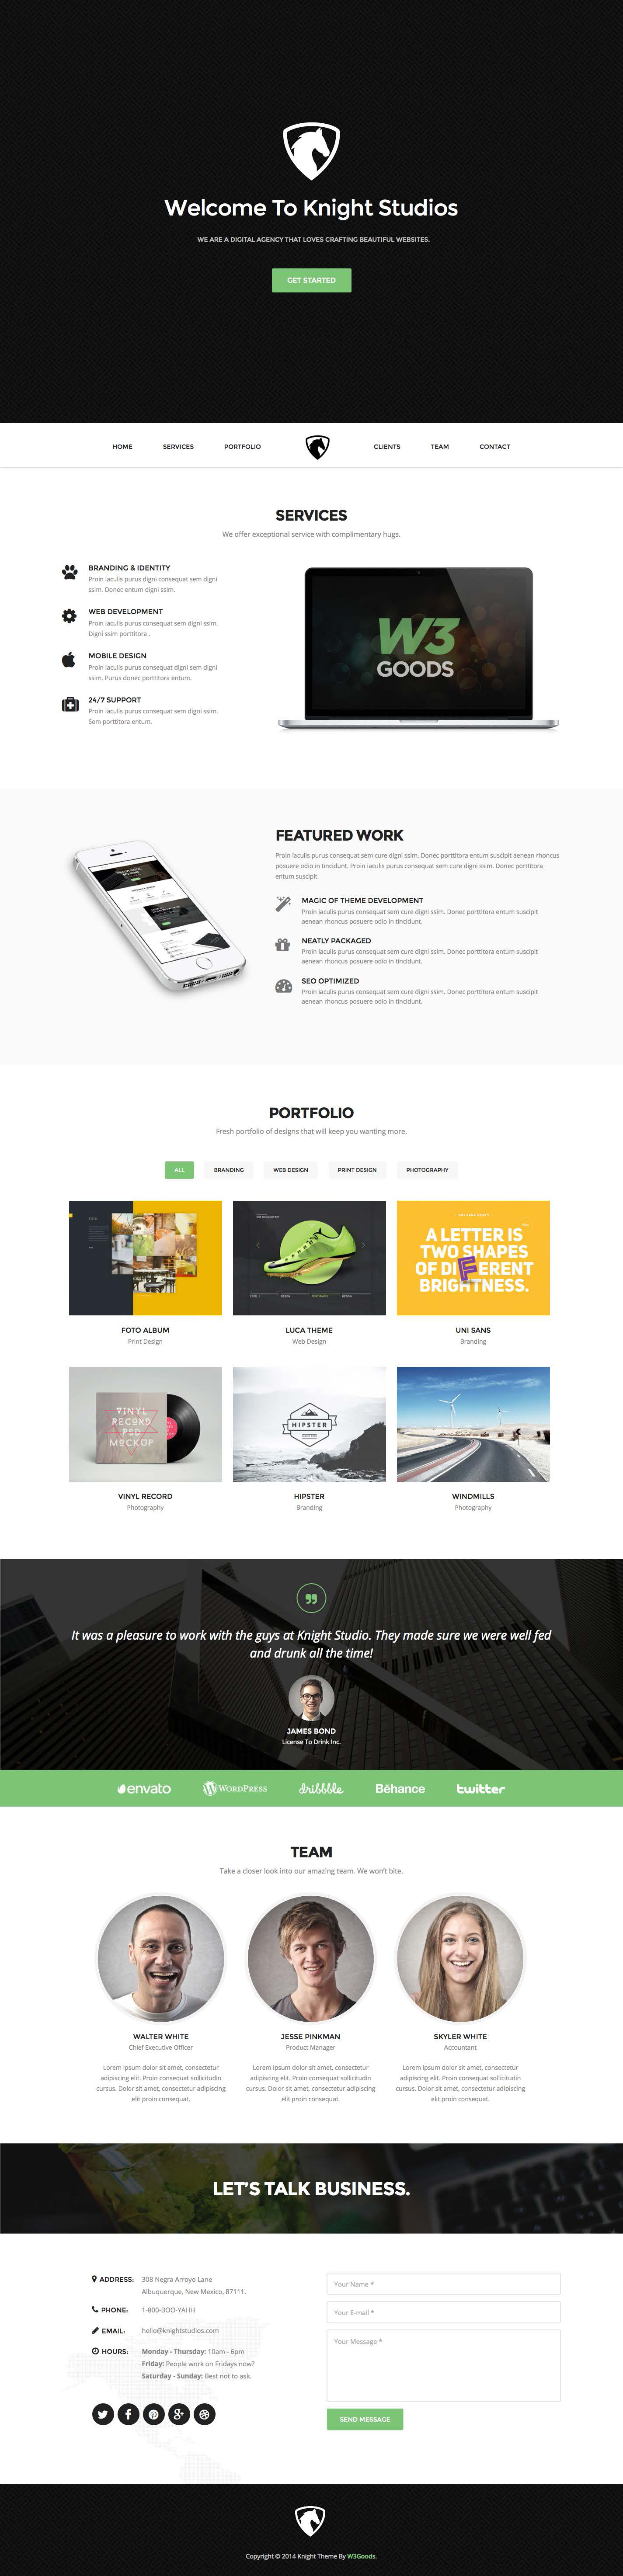 Welcome To Knight Studios
WE ARE A DIGITAL AGENCY THAT LOVES CRAFTING BEAUTIFUL WEBSITES.
GET STARTED
HOME SERVICES PORTFOLIO CLIENTS TEAM CONTACT
SERVICES
We offer exceptional service with complimentary hugs.
BRANDING & IDENTITY
Proin iaculis purus digni consequat sem digni
ssim. Donec entum digni ssim.
WEB DEVELOPMENT
Proin iaculis purus consequat sem digni ssim.
Digni ssim porttitora .
MOBILE DESIGN
Proin iaculis purus consequat digni sem digni
ssim. Purus donec porttitora entum.
24/7 SUPPORT
Proin iaculis purus consequat sem digni ssim.
Sem porttitora entum.
W3
GOODS
FEATURED WORK
Proin iaculis purus consequat sem cure digni ssim. Donec porttitora entum suscipit aenean rhoncus
posuere odio in tincidunt. Proin iaculis purus consequat sem cure digni ssim. Donec porttitora
entum suscipit.
MAGIC OF THEME DEVELOPMENT
Proin iaculis purus consequat sem cure digni ssim. Donec porttitora entum suscipit
aenean rhoncus posuere odio in tincidunt.
NEATLY PACKAGED
Proin iaculis purus consequat sem cure digni ssim. Donec porttitora entum suscipit
aenean rhoncus posuere odio in tincidunt.
SEO OPTIMIZED
Proin iaculis purus consequat sem cure digni ssim. Donec porttitora entum suscipit
aenean rhoncus posuere odio in tincidunt.
PORTFOLIO
Fresh portfolio of designs that will keep you wanting more.
ALL BRANDING WEB DESIGN PRINT DESIGN PHOTOGRAPHY
A LETTER IS
TWO SHAPES
OF DIFFERENT
BRIGHTNESS.
FOTO ALBUM
Print Design
LUCA THEME
Web Design
UNI SANS
Branding
VINYL
RECORD
PSD
MOCKUP
HIPSTER
VINYL RECORD
Photography
HIPSTER
Branding
WINDMILLS
Photography
It was a pleasure to work with the guys at Knight Studio. They made sure we were well fed
and drunk all the time!
JAMES BOND
License To Drink Inc.
envato WORDPRESS dribbble Bēhance twitter
TEAM
Take a closer look into our amazing team. We won't bite.
WALTER WHITE
Chief Executive Officer
Lorem ipsum dolor sit amet, consectetur
adipiscing elit. Proin consequat sollicitudin
cursus. Dolor sit amet, consectetur adipiscing
elit proin consequat.
JESSE PINKMAN
Product Manager
Lorem ipsum dolor sit amet, consectetur
adipiscing elit. Proin consequat sollicitudin
cursus. Dolor sit amet, consectetur adipiscing
elit proin consequat.
SKYLER WHITE
Accountant
Lorem ipsum dolor sit amet, consectetur
adipiscing elit. Proin consequat sollicitudin
cursus. Dolor sit amet, consectetur adipiscing
elit proin consequat.
LET'S TALK BUSINESS.
ADDRESS: 308 Negra Arroyo Lane
Albuquerque, New Mexico, 87111.
PHONE: 1-800-BOO-YAHH
EMAIL: hello@knightstudios.com
HOURS: Monday - Thursday: 10am - 6pm
Friday: People work on Fridays now?
Saturday - Sunday: Best not to ask.
Your Name *
Your E-mail *
Your Message *
SEND MESSAGE
Copyright © 2014 Knight Theme By W3Goods.